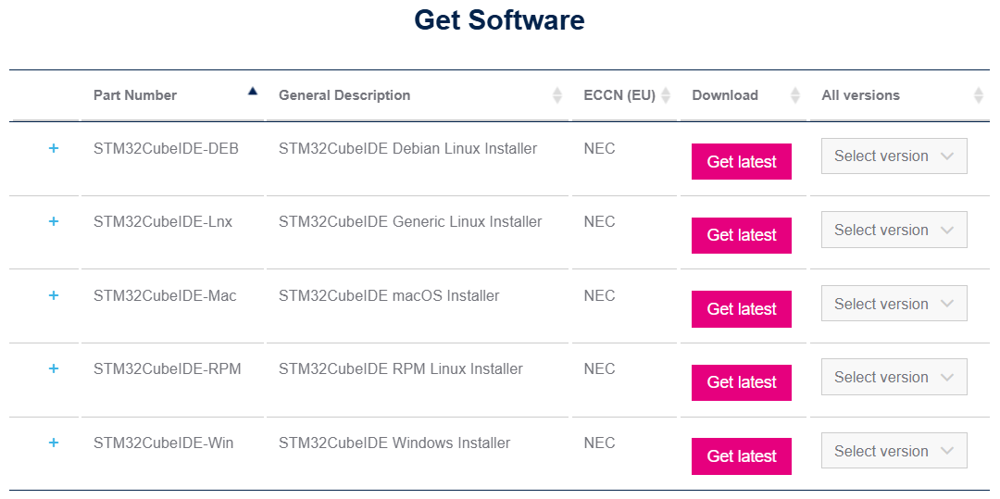 Get Software
Part Number General Description ECCN (EU) Download All versions
+ STM32CubeIDE-DEB STM32CubeIDE Debian Linux Installer NEC Get latest Select version
+ STM32CubeIDE-Lnx STM32CubeIDE Generic Linux Installer NEC Get latest Select version
+ STM32CubeIDE-Mac STM32CubeIDE macOS Installer NEC Get latest Select version
+ STM32CubeIDE-RPM STM32CubeIDE RPM Linux Installer NEC Get latest Select version
+ STM32CubeIDE-Win STM32CubeIDE Windows Installer NEC Get latest Select version